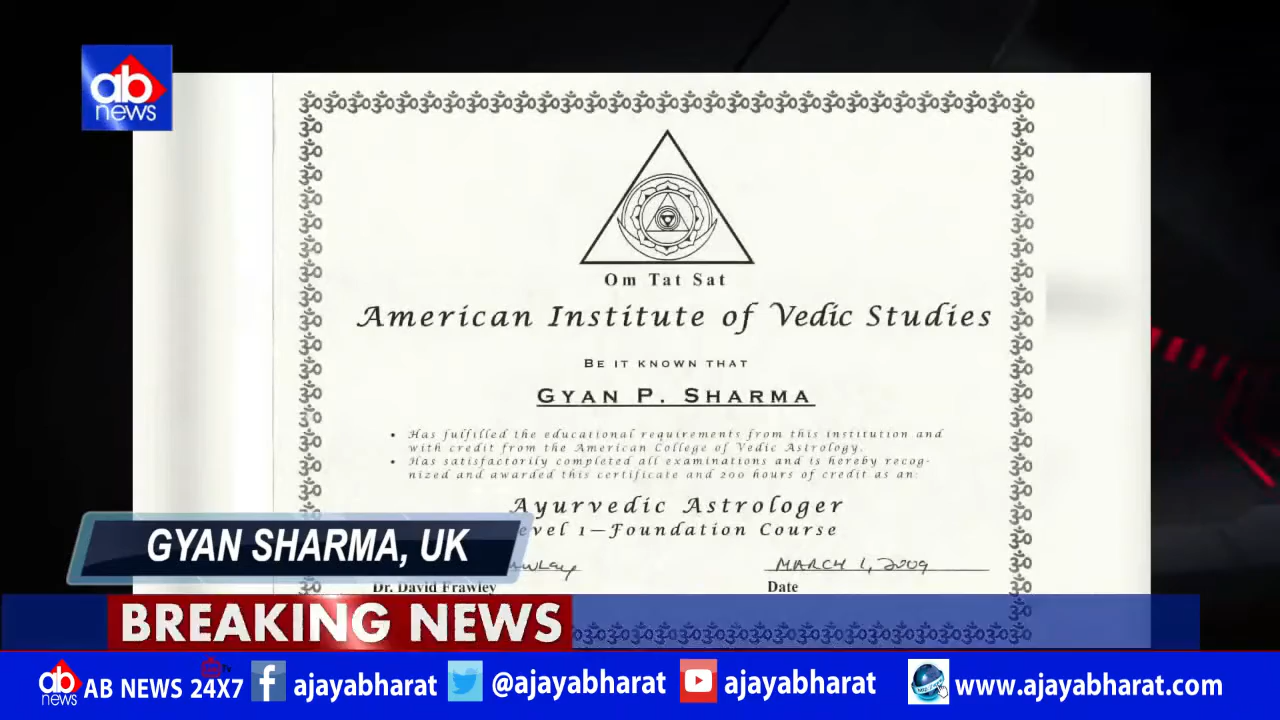 ab
news
Om Tat Sat
American Institute of Vedic Studies
BE IT KNOWN THAT
GYAN P. SHARMA
• Has fulfilled the educational requirements from this institution and
with credit from the American College of Vedic Astrology.
• Has satisfactorily completed all examinations and is hereby recog-
nized and awarded this certificate and 200 hours of credit as an:
Ayurvedic Astrologer
evel 1—Foundation Course
MARCH 1, 2009
Dr. David Frawley
Date
GYAN SHARMA, UK
BREAKING NEWS
ab
news
AB NEWS 24X7
ajayabharat
@ajayabharat
ajayabharat
www.ajayabharat.com